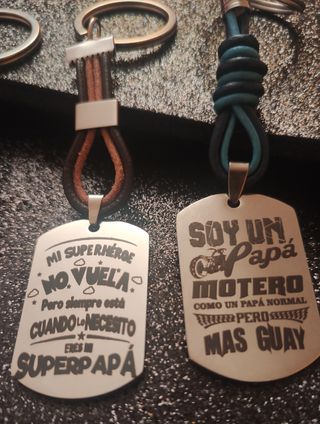 MI SUPERHÉROE
NO VUELA
Pero siempre está
CUANDO LO NECESITO
ERES MI
SUPERPAPÁ
SOY UN
Papá
MOTERO
COMO UN PAPÁ NORMAL
PERO
MAS GUAY